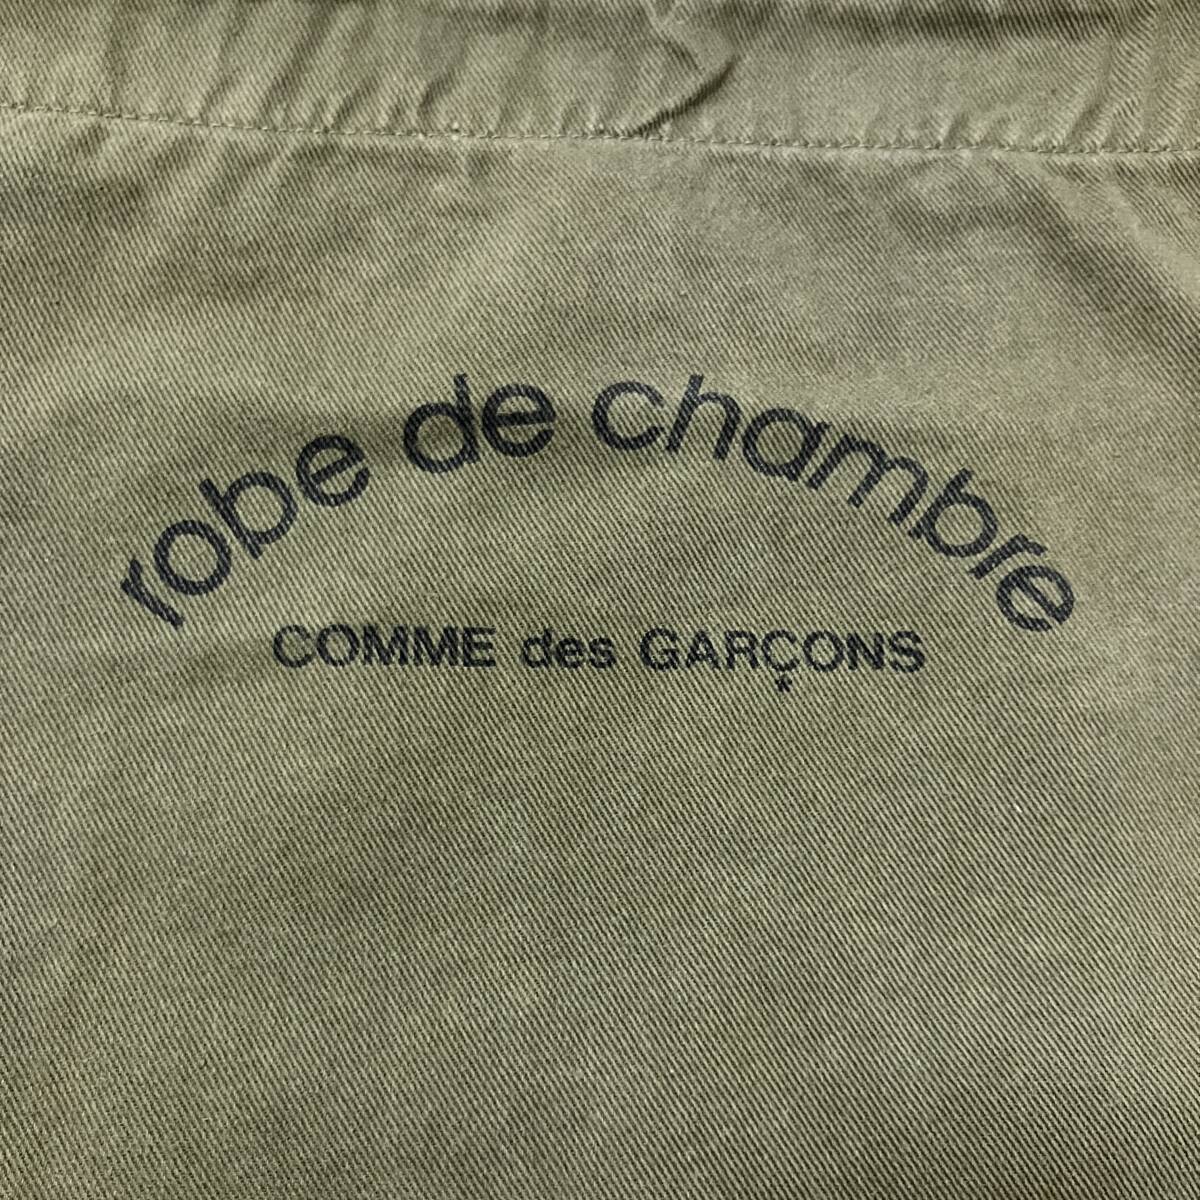 robe de chambre
COMME des GARÇONS
*